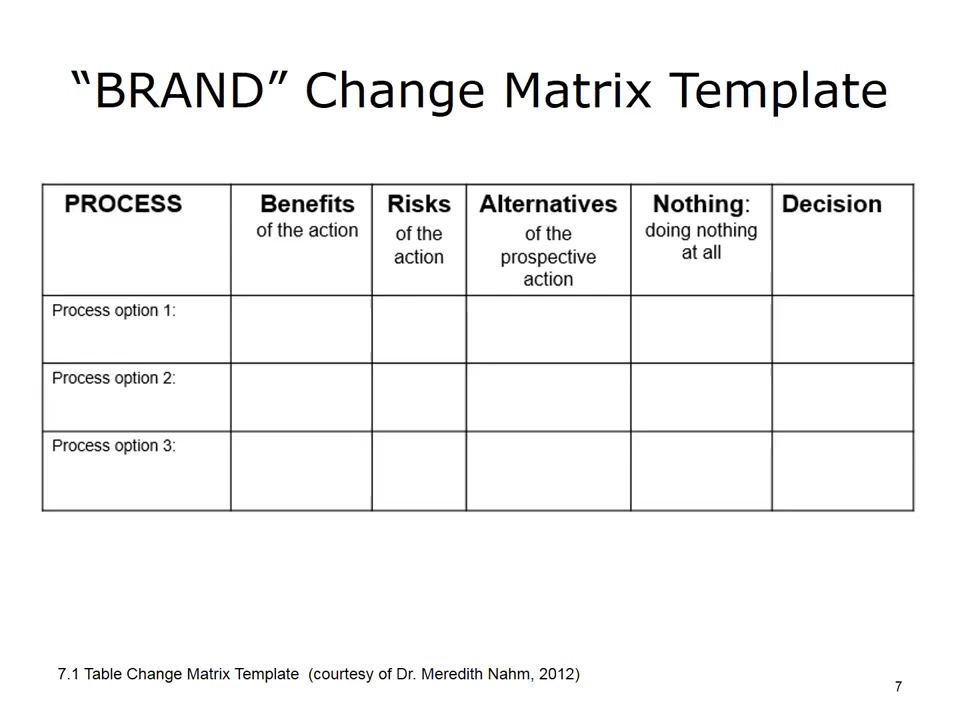 “BRAND” Change Matrix Template
PROCESS
Benefits
of the action
Risks
of the
action
Alternatives
of the
prospective
action
Nothing:
doing nothing
at all
Decision
Process option 1:
Process option 2:
Process option 3:
7.1 Table Change Matrix Template (courtesy of Dr. Meredith Nahm, 2012)
7